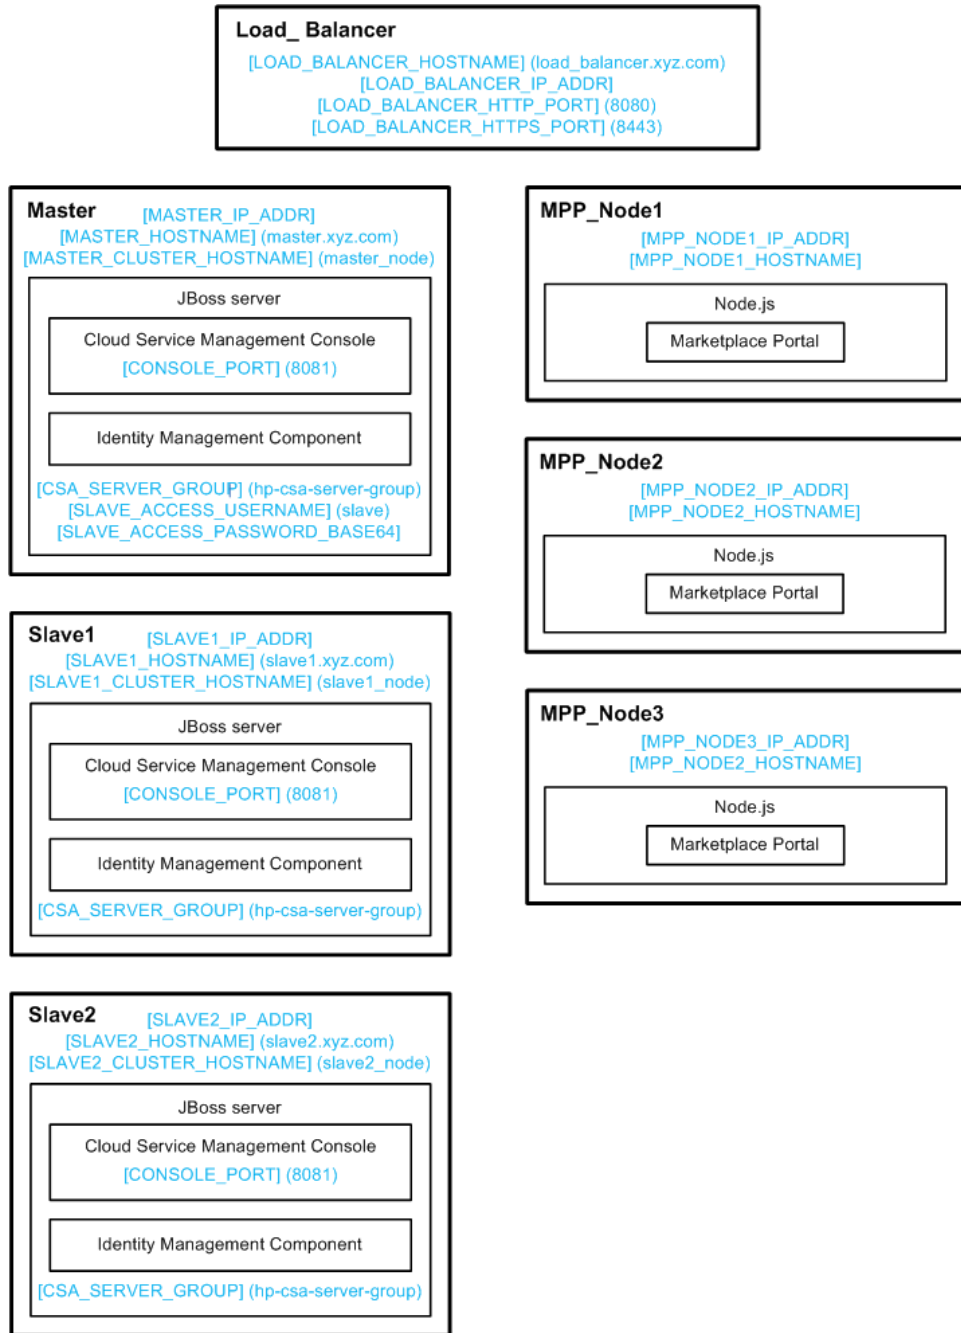 Load_ Balancer
[LOAD_BALANCER_HOSTNAME] (load_balancer.xyz.com)
[LOAD_BALANCER_IP_ADDR]
[LOAD_BALANCER_HTTP_PORT] (8080)
[LOAD_BALANCER_HTTPS_PORT] (8443)
Master [MASTER_IP_ADDR]
[MASTER_HOSTNAME] (master.xyz.com)
[MASTER_CLUSTER_HOSTNAME] (master_node)
JBoss server
Cloud Service Management Console
[CONSOLE_PORT] (8081)
Identity Management Component
[CSA_SERVER_GROUP] (hp-csa-server-group)
[SLAVE_ACCESS_USERNAME] (slave)
[SLAVE_ACCESS_PASSWORD_BASE64]
Slave1 [SLAVE1_IP_ADDR]
[SLAVE1_HOSTNAME] (slave1.xyz.com)
[SLAVE1_CLUSTER_HOSTNAME] (slave1_node)
JBoss server
Cloud Service Management Console
[CONSOLE_PORT] (8081)
Identity Management Component
[CSA_SERVER_GROUP] (hp-csa-server-group)
Slave2 [SLAVE2_IP_ADDR]
[SLAVE2_HOSTNAME] (slave2.xyz.com)
[SLAVE2_CLUSTER_HOSTNAME] (slave2_node)
JBoss server
Cloud Service Management Console
[CONSOLE_PORT] (8081)
Identity Management Component
[CSA_SERVER_GROUP] (hp-csa-server-group)
MPP_Node1
[MPP_NODE1_IP_ADDR]
[MPP_NODE1_HOSTNAME]
Node.js
Marketplace Portal
MPP_Node2
[MPP_NODE2_IP_ADDR]
[MPP_NODE2_HOSTNAME]
Node.js
Marketplace Portal
MPP_Node3
[MPP_NODE3_IP_ADDR]
[MPP_NODE2_HOSTNAME]
Node.js
Marketplace Portal